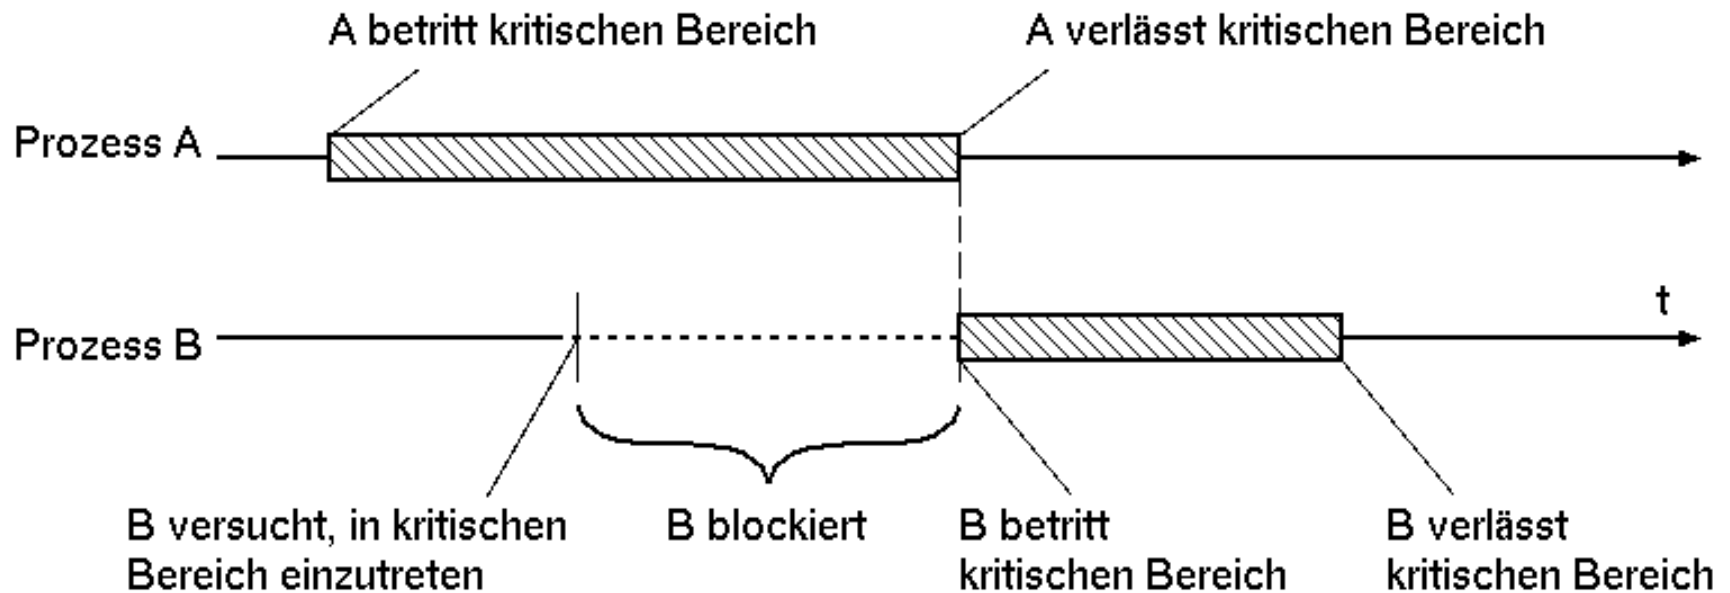 A betritt kritischen Bereich
A verlässt kritischen Bereich
Prozess A
t
Prozess B
B versucht, in kritischen
Bereich einzutreten
B blockiert
B betritt
kritischen Bereich
B verlässt
kritischen Bereich